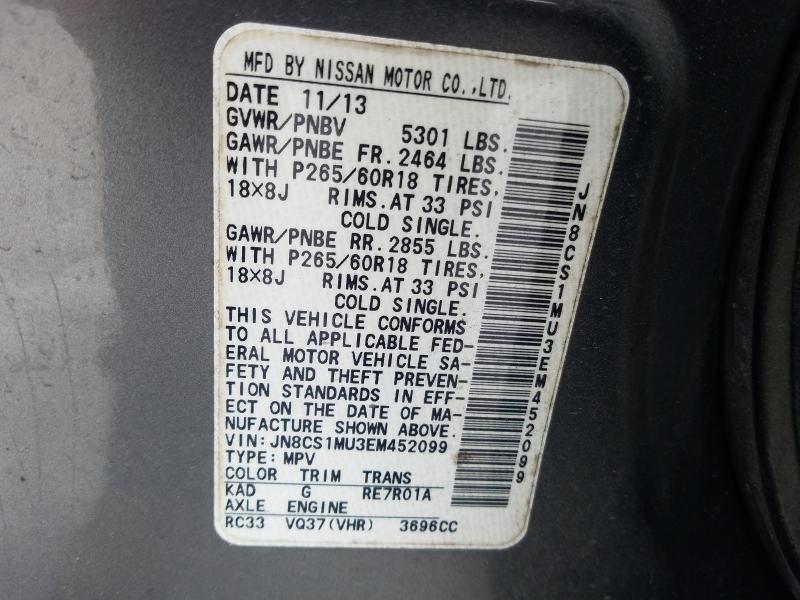 MFD BY NISSAN MOTOR CO.,LTD.
DATE 11/13
GVWR/PNBV 5301 LBS.
GAWR/PNBE FR. 2464 LBS.
WITH P265/60R18 TIRES,
18×8J RIMS.AT 33 PSI
COLD SINGLE.
GAWR/PNBE RR. 2855 LBS.
WITH P265/60R18 TIRES,
18×8J RIMS.AT 33 PSI
COLD SINGLE.
THIS VEHICLE CONFORMS
TO ALL APPLICABLE FED-
ERAL MOTOR VEHICLE SA-
FETY AND THEFT PREVEN-
TION STANDARDS IN EFF-
ECT ON THE DATE OF MA-
NUFACTURE SHOWN ABOVE.
VIN: JN8CS1MU3EM452099
TYPE: MPV
COLOR TRIM TRANS
KAD G RE7R01A
AXLE ENGINE
RC33 VQ37(VHR) 3696CC
JN8CS1MU3EM452099